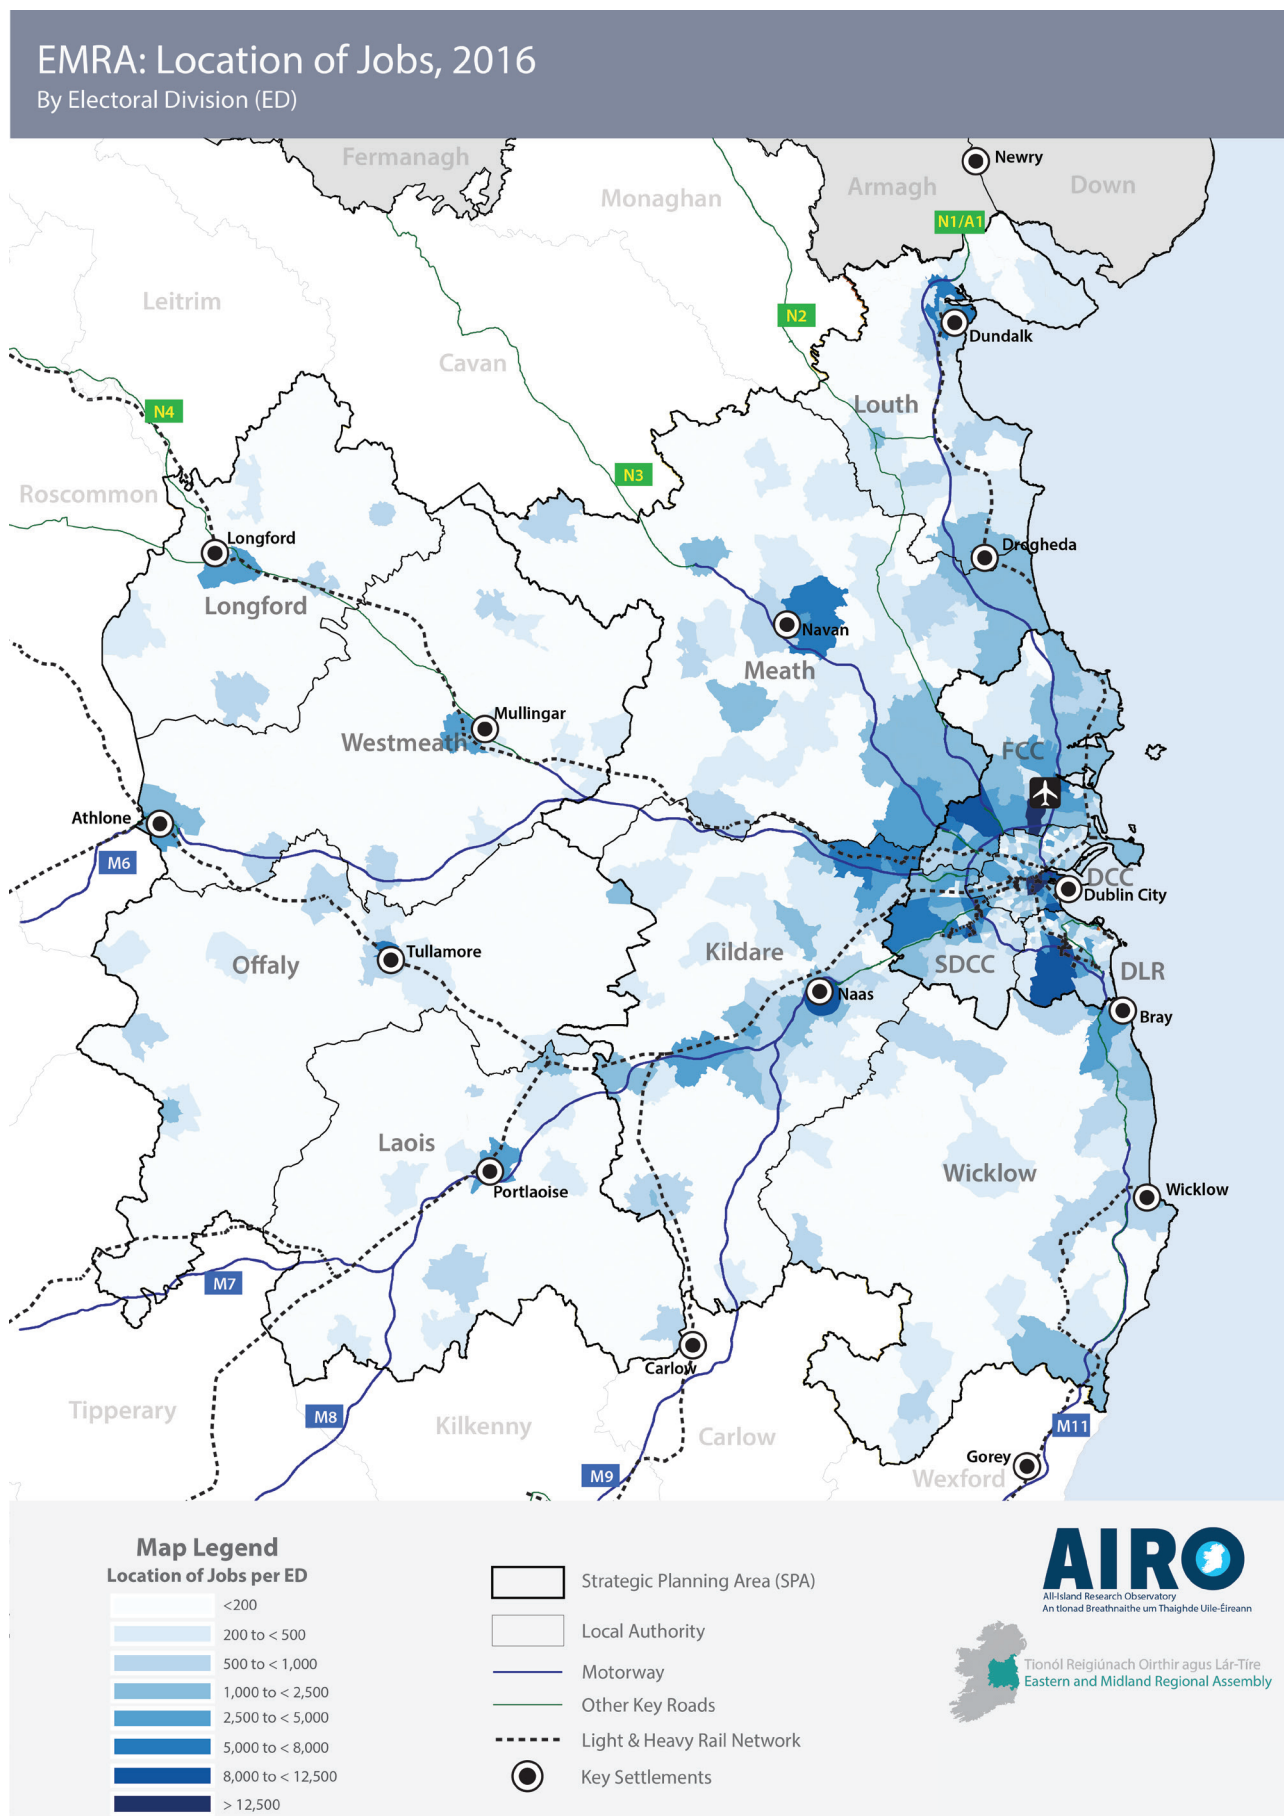 EMRA: Location of Jobs, 2016
By Electoral Division (ED)
Fermanagh
Newry
Armagh
Down
Monaghan
N1/A1
Leitrim
N2
Dundalk
Cavan
Louth
N4
N3
Roscommon
Longford
Drogheda
Longford
Navan
Meath
Mullingar
Westmeath
FCC
Athlone
M6
DCC
Dublin City
Tullamore
Kildare
Offaly
SDCC
DLR
Naas
Bray
Laois
Wicklow
Portlaoise
Wicklow
M7
Carlow
Tipperary
M8
Kilkenny
Carlow
M11
Gorey
M9
Wexford
Map Legend
Location of Jobs per ED
<200
200 to < 500
500 to < 1,000
1,000 to < 2,500
2,500 to < 5,000
5,000 to < 8,000
8,000 to < 12,500
> 12,500
Strategic Planning Area (SPA)
Local Authority
Motorway
Other Key Roads
Light & Heavy Rail Network
Key Settlements
AIRO
All-Island Research Observatory
An tIonad Breathnaithe um Thaighde Uile-Éireann
Tionól Reigiúnach Oirthir agus Lár-Tíre
Eastern and Midland Regional Assembly